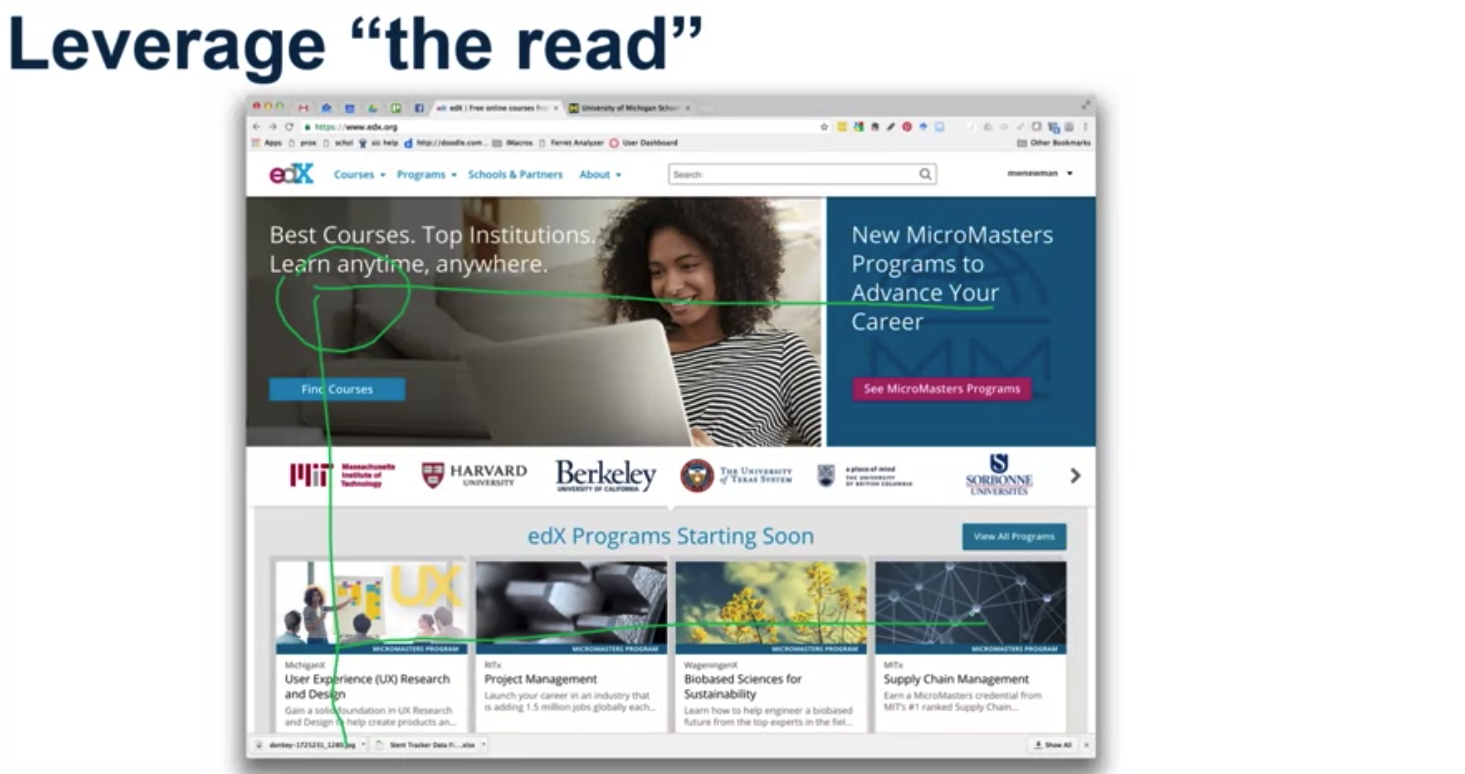 Leverage “the read”
edX | Free online courses fr × University of Michigan School ×
https://www.edx.org
Apps prox schol sic help http://doodle.com... iMacros Ferret Analyzer User Dashboard Other Bookmarks
edX Courses Programs Schools & Partners About Search: mwnewman
Best Courses. Top Institutions.
Learn anytime, anywhere.
New MicroMasters
Programs to
Advance Your
Career
Find Courses
See MicroMasters Programs
MM
MIT Massachusetts
Institute of
Technology
HARVARD
UNIVERSITY
Berkeley
UNIVERSITY OF CALIFORNIA
THE UNIVERSITY
of TEXAS SYSTEM
a place of mind
THE UNIVERSITY
OF BRITISH COLUMBIA
S
SORBONNE
UNIVERSITÉS
edX Programs Starting Soon
View All Programs
UX
MICROMASTERS PROGRAM MICROMASTERS PROGRAM MICROMASTERS PROGRAM MICROMASTERS PROGRAM
MichiganX
User Experience (UX) Research
and Design
Gain a solid foundation in UX Research
and Design to help create products an...
RITx
Project Management
Launch your career in an industry that
is adding 1.5 million jobs globally each...
WageningenX
Biobased Sciences for
Sustainability
Learn how to help engineer a biobased
future from the top experts in the fiel...
MITx
Supply Chain Management
Earn a MicroMasters credential from
MIT's #1 ranked Supply Chain...
donkey-1725231_1280.jpg Stent Tracker Data Fi....xlsx Show All ×